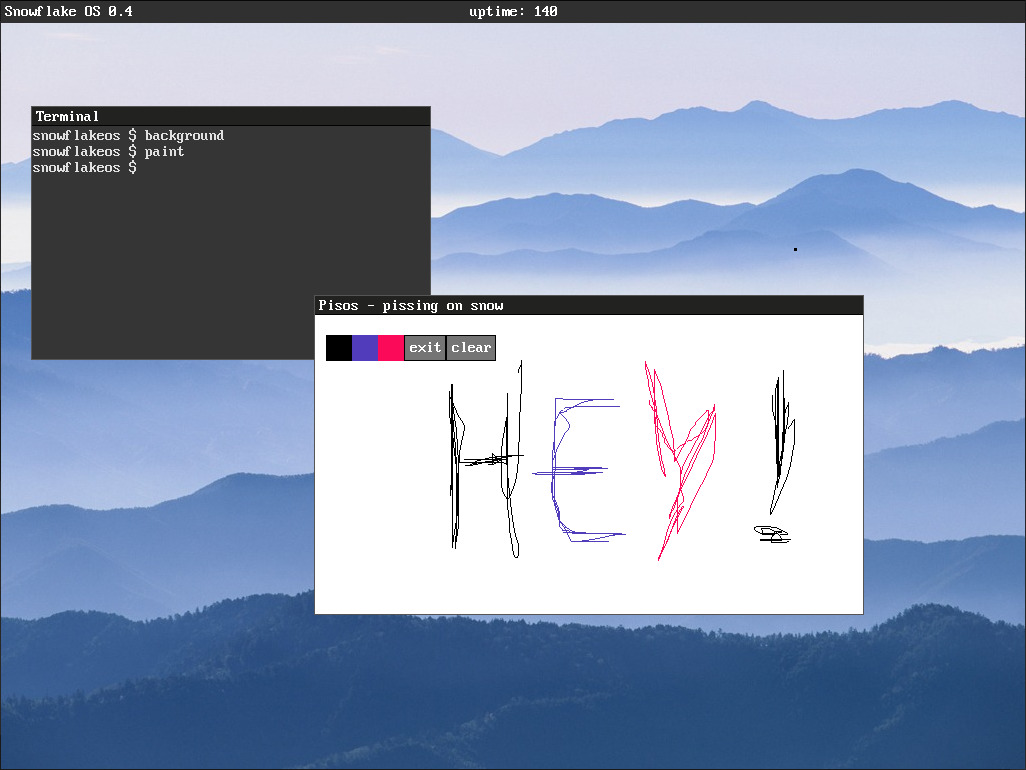 Snowflake OS 0.4
uptime: 140
Terminal
snowflakeos $ background
snowflakeos $ paint
snowflakeos $
Pisos - pissing on snow
exit clear
HEY!